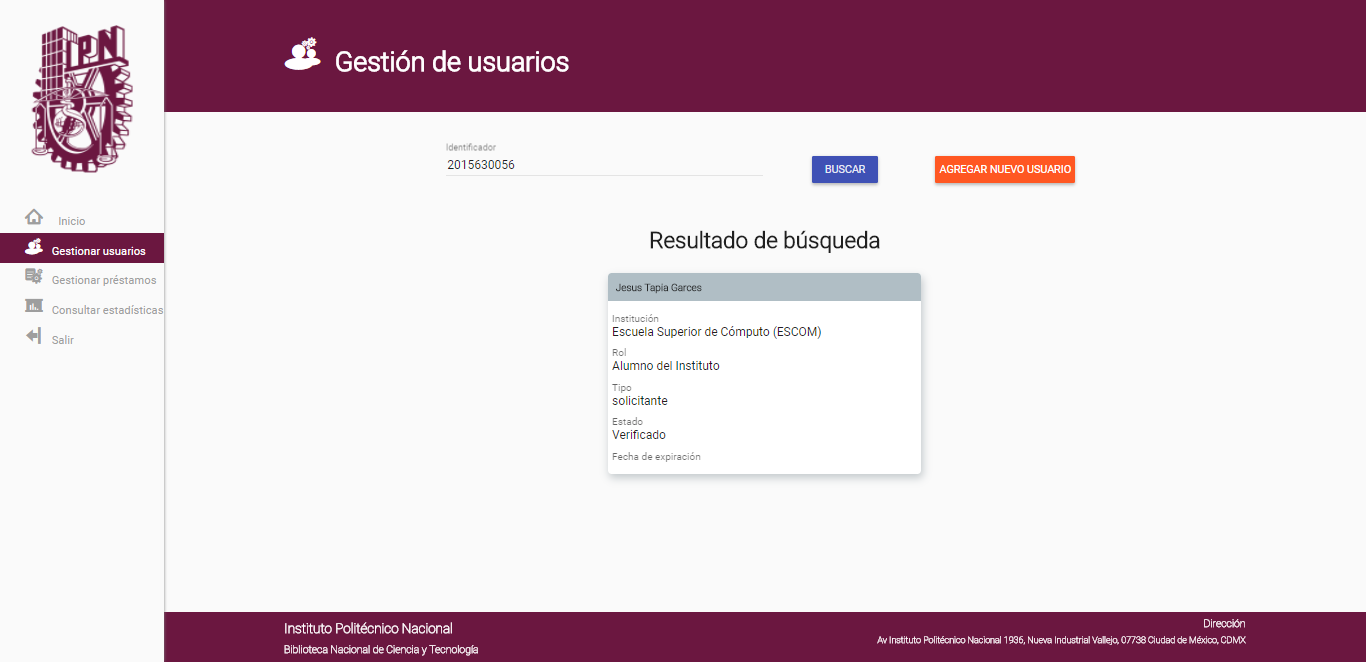 IPN
Gestión de usuarios
Inicio
Gestionar usuarios
Gestionar préstamos
Consultar estadísticas
Salir
Identificador
2015630056
BUSCAR
AGREGAR NUEVO USUARIO
Resultado de búsqueda
Jesus Tapia Garces
Institución
Escuela Superior de Cómputo (ESCOM)
Rol
Alumno del Instituto
Tipo
solicitante
Estado
Verificado
Fecha de expiración
Instituto Politécnico Nacional
Biblioteca Nacional de Ciencia y Tecnología
Dirección
Av Instituto Politécnico Nacional 1936, Nueva Industrial Vallejo, 07738 Ciudad de México, CDMX